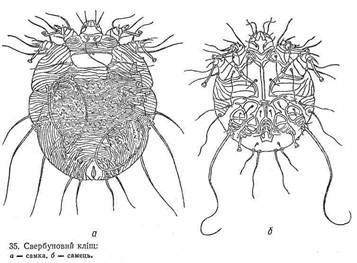 а б
35. Свербуновий кліщ:
а — самка, б — самець.